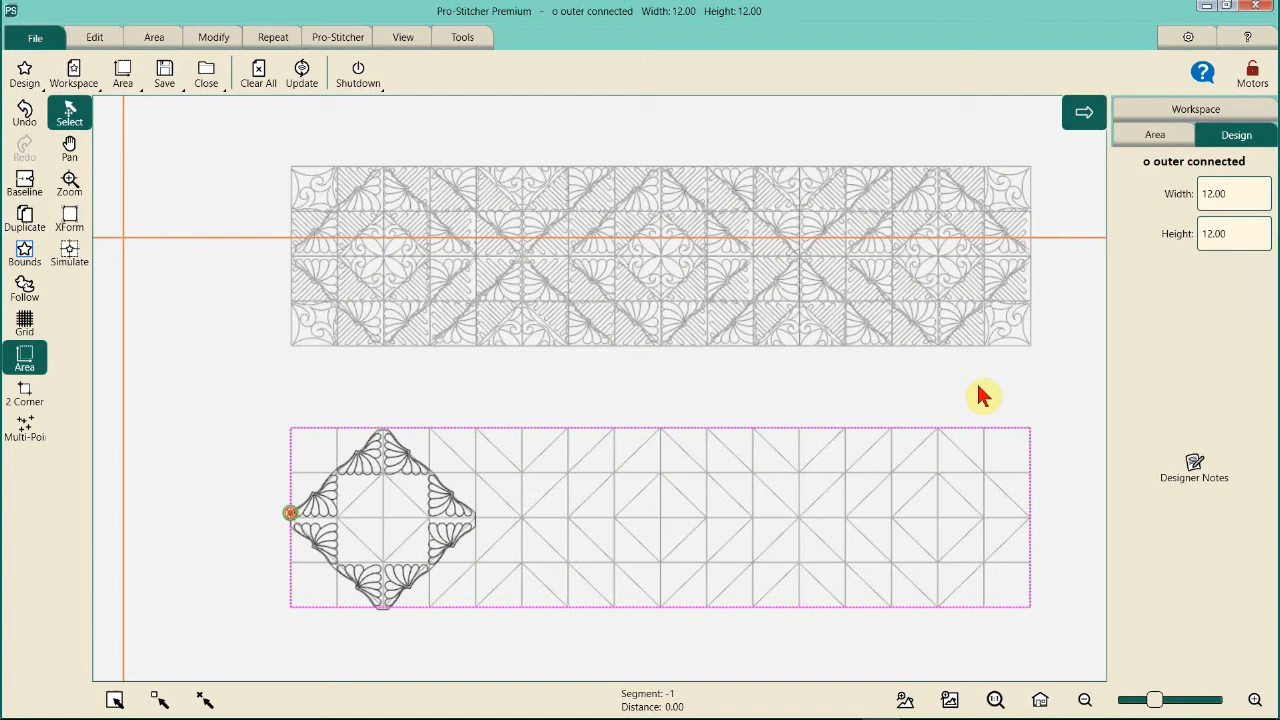 PS
Pro-Stitcher Premium - o outer connected Width: 12.00 Height: 12.00
File Edit Area Modify Repeat Pro-Stitcher View Tools ?
Design Workspace Area Save Close Clear All Update Shutdown ? Motors
Undo Select
Redo Pan
Baseline Zoom
Duplicate XForm
Bounds Simulate
Follow
Grid
Area
2 Corner
Multi-Poi
Workspace
Area Design
o outer connected
Width: 12.00
Height: 12.00
Designer Notes
Segment: -1
Distance: 0.00
1:1